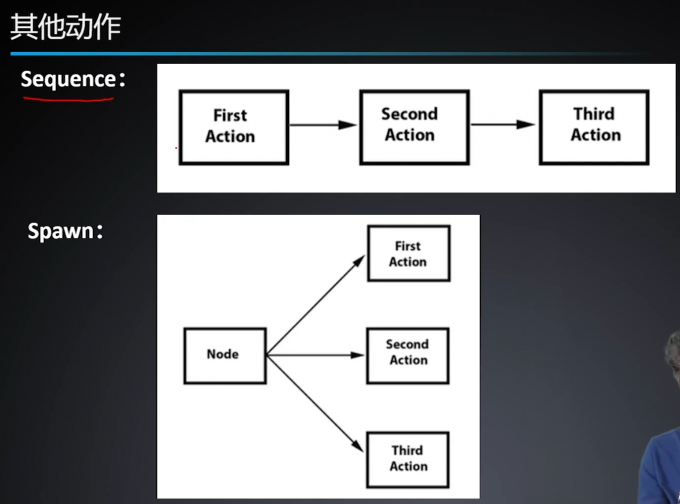 其他动作
Sequence：
First
Action
Second
Action
Third
Action
Spawn：
First
Action
Node
Second
Action
Third
Action